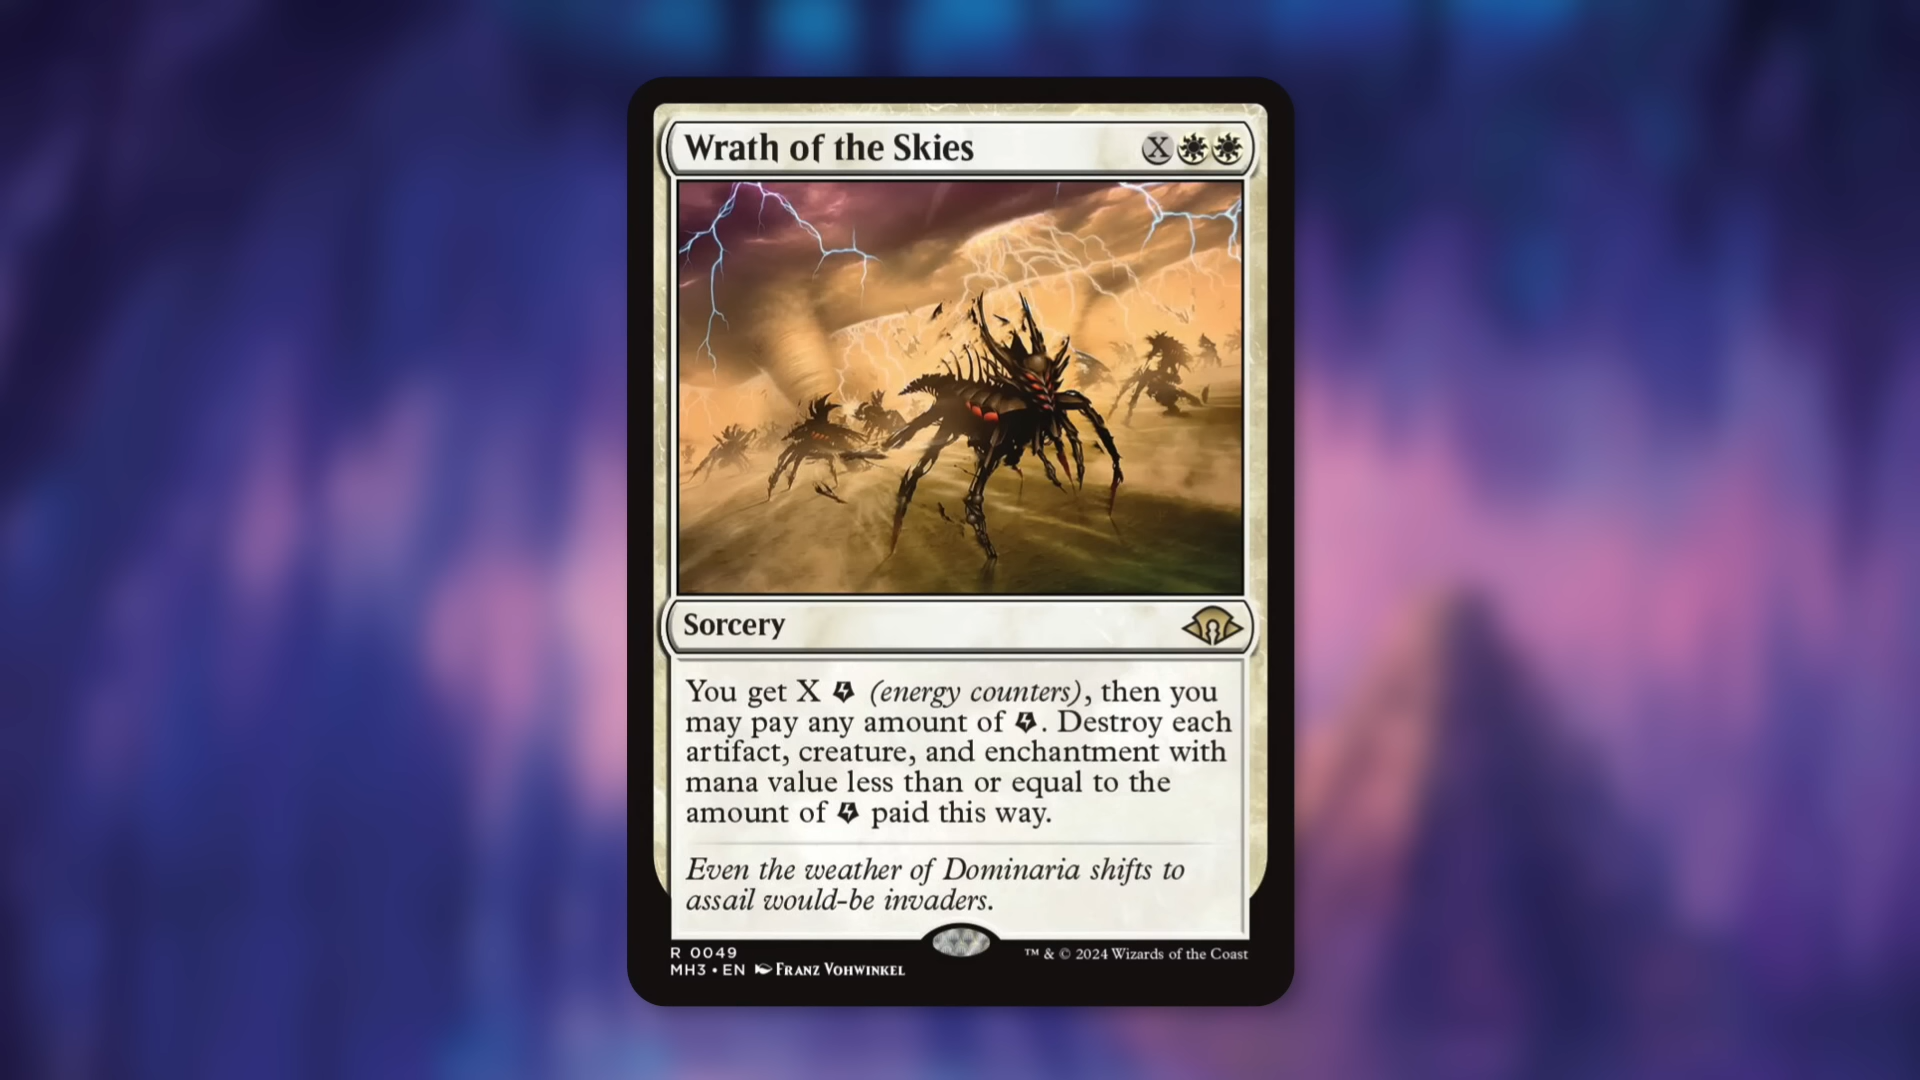 Wrath of the Skies X
Sorcery
You get X (energy counters), then you
may pay any amount of . Destroy each
artifact, creature, and enchantment with
mana value less than or equal to the
amount of paid this way.
Even the weather of Dominaria shifts to
assail would-be invaders.
R 0049
MH3 • EN Franz Vohwinkel
™ & © 2024 Wizards of the Coast